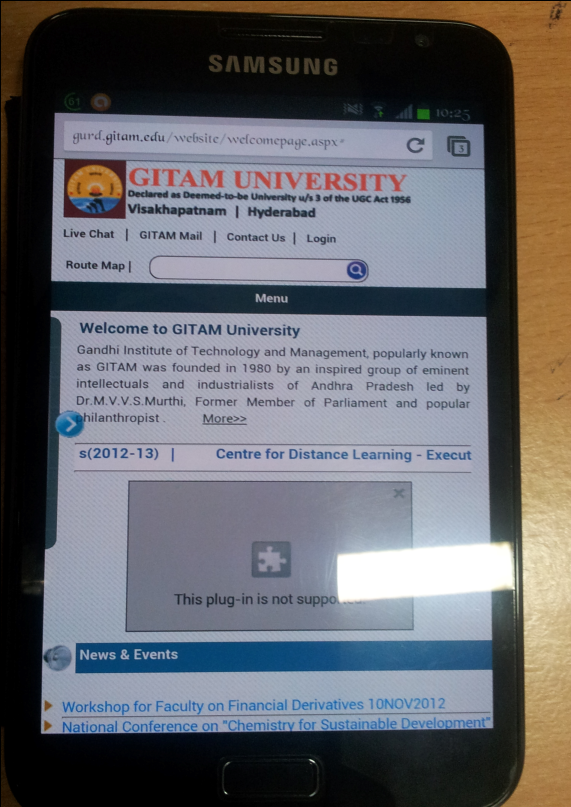 SAMSUNG
61 10:25
gurd.gitam.edu/website/welcomepage.aspx#
3
GITAM UNIVERSITY
Declared as Deemed-to-be University u/s 3 of the UGC Act 1956
Visakhapatnam | Hyderabad
Live Chat | GITAM Mail | Contact Us | Login
Route Map |
Menu
Welcome to GITAM University
Gandhi Institute of Technology and Management, popularly known
as GITAM was founded in 1980 by an inspired group of eminent
intellectuals and industrialists of Andhra Pradesh led by
Dr.M.V.V.S.Murthi, Former Member of Parliament and popular
philanthropist . More>>
s(2012-13) | Centre for Distance Learning - Execut
This plug-in is not supported.
News & Events
Workshop for Faculty on Financial Derivatives 10NOV2012
National Conference on "Chemistry for Sustainable Development"